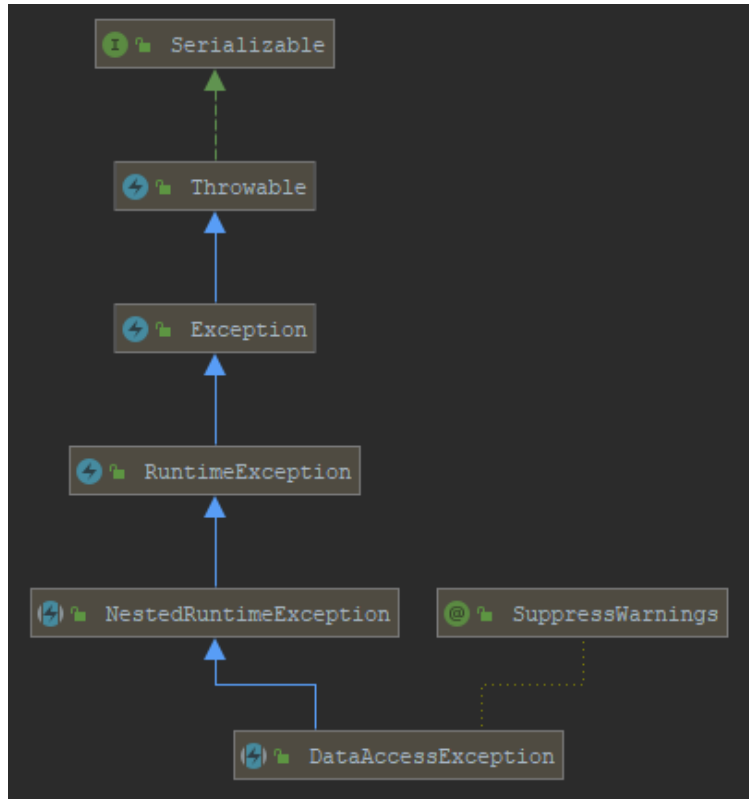 Serializable
Throwable
Exception
RuntimeException
NestedRuntimeException
SuppressWarnings
DataAccessException